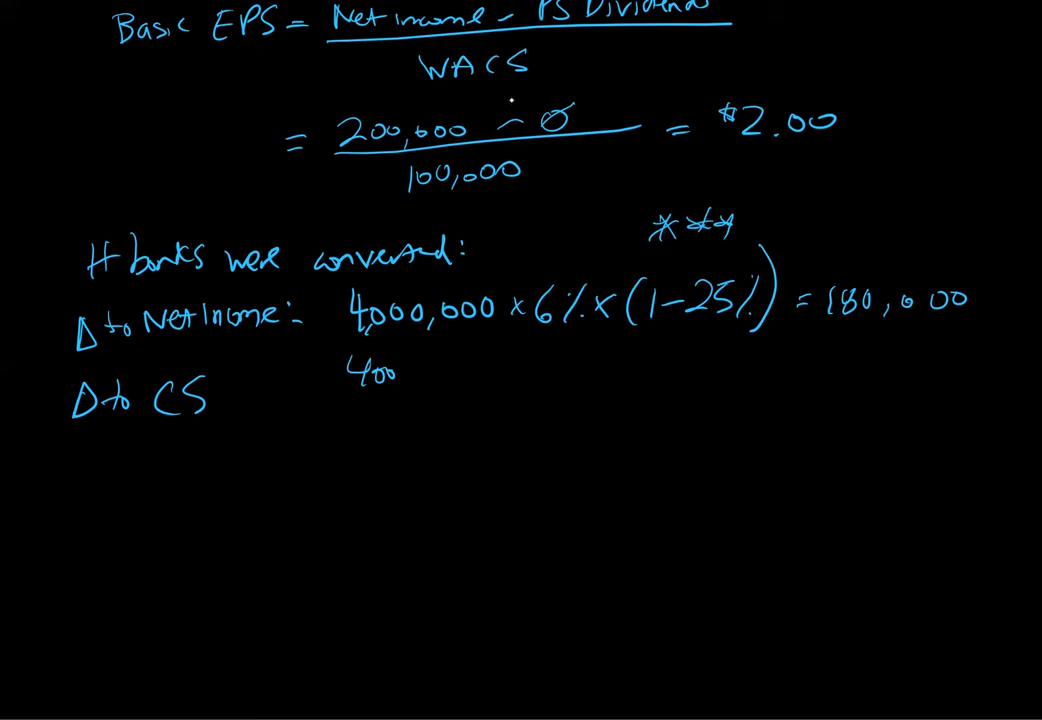 Basic EPS = Net income - PS Dividends
WACS
= 200,000 - 0 = $2.00
100,000
***
If bonds were converted:
Δ to Net Income: 4,000,000 x 6% x (1-25%) = 180,000
400
Δ to CS